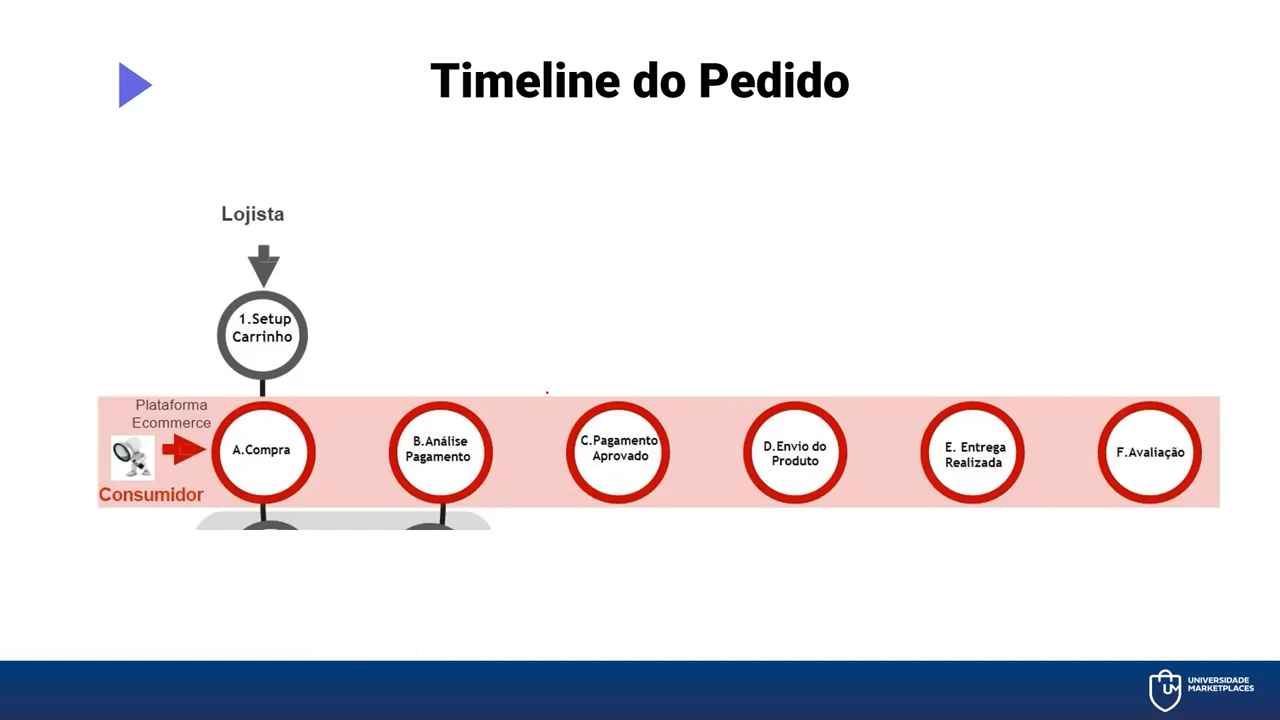 Timeline do Pedido
Lojista
1.Setup
Carrinho
Plataforma
Ecommerce
Consumidor
A.Compra
B.Análise
Pagamento
C.Pagamento
Aprovado
D.Envio do
Produto
E. Entrega
Realizada
F.Avaliação
UM
UNIVERSIDADE
MARKETPLACES